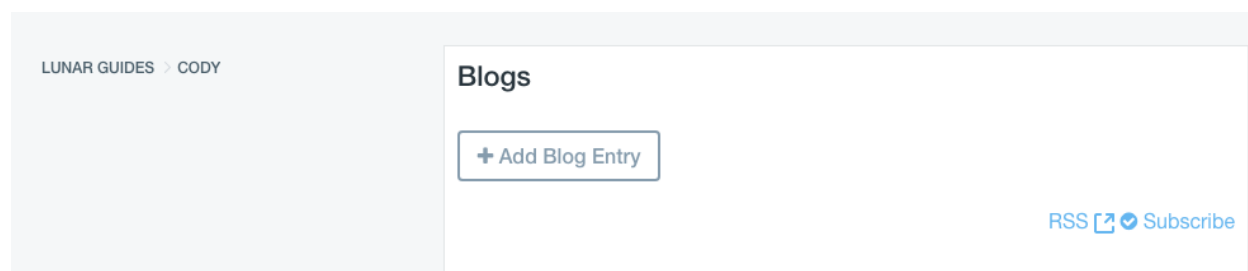 LUNAR GUIDES > CODY
Blogs
+ Add Blog Entry
RSS Subscribe